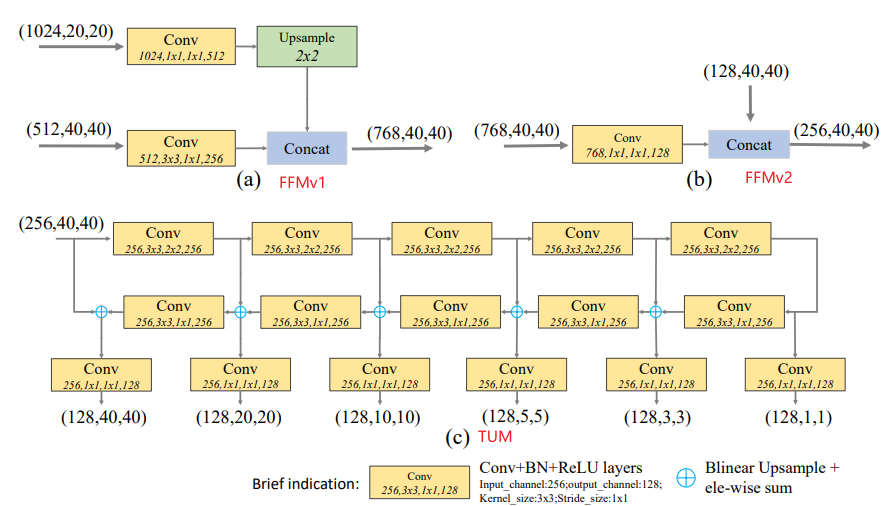 (1024,20,20)
Conv
1024,1x1,1x1,512
Upsample
2x2
(512,40,40)
Conv
512,3x3,1x1,256
Concat
(768,40,40)
(a)
FFMv1
(128,40,40)
(768,40,40)
Conv
768,1x1,1x1,128
Concat
(256,40,40)
(b)
FFMv2
(256,40,40)
Conv
256,3x3,2x2,256
Conv
256,3x3,2x2,256
Conv
256,3x3,2x2,256
Conv
256,3x3,2x2,256
Conv
256,3x3,2x2,256
Conv
256,3x3,1x1,256
Conv
256,3x3,1x1,256
Conv
256,3x3,1x1,256
Conv
256,3x3,1x1,256
Conv
256,3x3,1x1,256
Conv
256,1x1,1x1,128
Conv
256,1x1,1x1,128
Conv
256,1x1,1x1,128
Conv
256,1x1,1x1,128
Conv
256,1x1,1x1,128
Conv
256,1x1,1x1,128
(128,40,40)
(128,20,20)
(128,10,10)
(128,5,5)
(128,3,3)
(128,1,1)
(c)
TUM
Brief indication:
Conv
256,3x3,1x1,128
Conv+BN+ReLU layers
Input_channel:256;output_channel:128;
Kernel_size:3x3;Stride_size:1x1
Blinear Upsample +
ele-wise sum